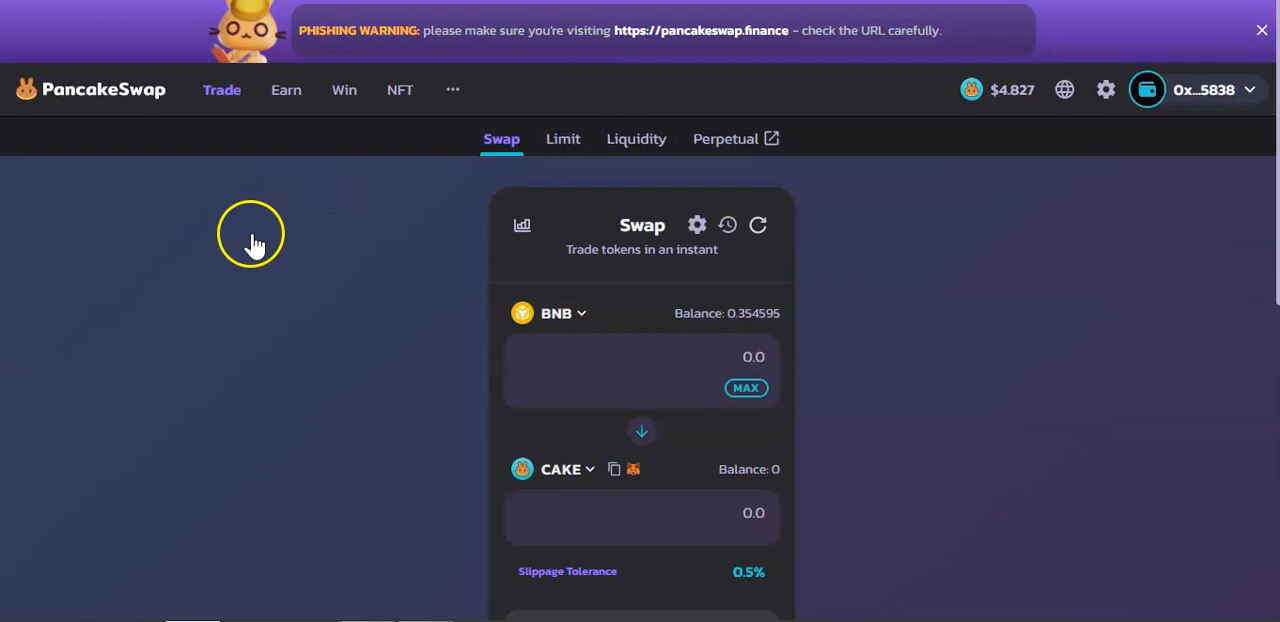 PHISHING WARNING: please make sure you're visiting https://pancakeswap.finance - check the URL carefully.
PancakeSwap Trade Earn Win NFT $4.827 0x...5838
Swap Limit Liquidity Perpetual
Swap
Trade tokens in an instant
BNB Balance: 0.354595
0.0
MAX
CAKE Balance: 0
0.0
Slippage Tolerance 0.5%